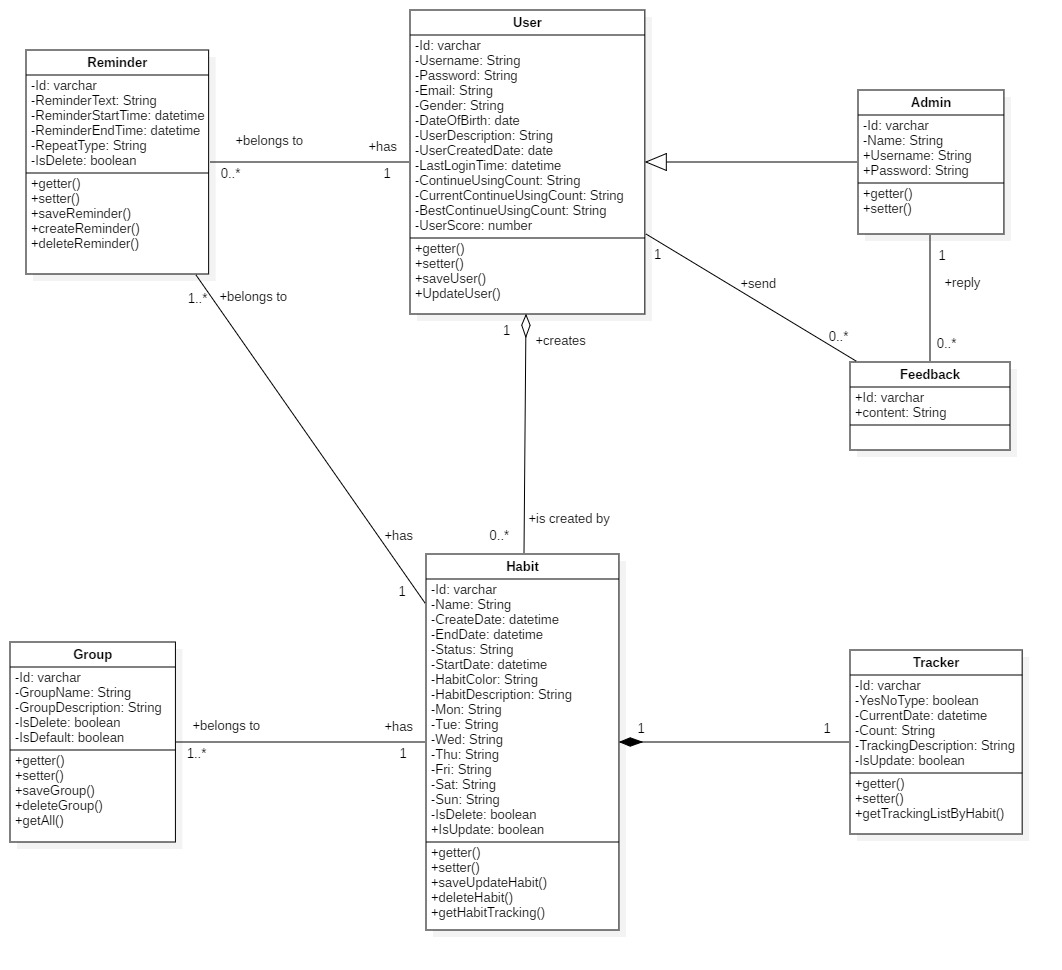 User
-Id: varchar
-Username: String
-Password: String
-Email: String
-Gender: String
-DateOfBirth: date
-UserDescription: String
-UserCreatedDate: date
-LastLoginTime: datetime
-ContinueUsingCount: String
-CurrentContinueUsingCount: String
-BestContinueUsingCount: String
-UserScore: number
+getter()
+setter()
+saveUser()
+UpdateUser()
Reminder
-Id: varchar
-ReminderText: String
-ReminderStartTime: datetime
-ReminderEndTime: datetime
-RepeatType: String
-IsDelete: boolean
+getter()
+setter()
+saveReminder()
+createReminder()
+deleteReminder()
+belongs to
0..*
+has
1
Admin
-Id: varchar
-Name: String
+Username: String
+Password: String
+getter()
+setter()
1
+reply
0..*
1
+send
0..*
Feedback
+Id: varchar
+content: String
1..*
+belongs to
+has
1
1
+creates
+is created by
0..*
Habit
-Id: varchar
-Name: String
-CreateDate: datetime
-EndDate: datetime
-Status: String
-StartDate: datetime
-HabitColor: String
-HabitDescription: String
-Mon: String
-Tue: String
-Wed: String
-Thu: String
-Fri: String
-Sat: String
-Sun: String
-IsDelete: boolean
+IsUpdate: boolean
+getter()
+setter()
+saveUpdateHabit()
+deleteHabit()
+getHabitTracking()
Group
-Id: varchar
-GroupName: String
-GroupDescription: String
-IsDelete: boolean
-IsDefault: boolean
+getter()
+setter()
+saveGroup()
+deleteGroup()
+getAll()
+belongs to
1..*
+has
1
1
1
Tracker
-Id: varchar
-YesNoType: boolean
-CurrentDate: datetime
-Count: String
-TrackingDescription: String
-IsUpdate: boolean
+getter()
+setter()
+getTrackingListByHabit()